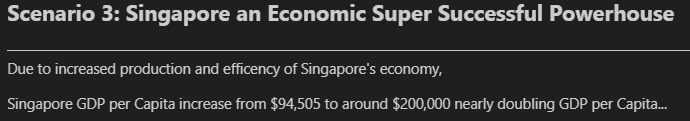 Scenario 3: Singapore an Economic Super Successful Powerhouse
Due to increased production and efficency of Singapore's economy,
Singapore GDP per Capita increase from $94,505 to around $200,000 nearly doubling GDP per Capita...